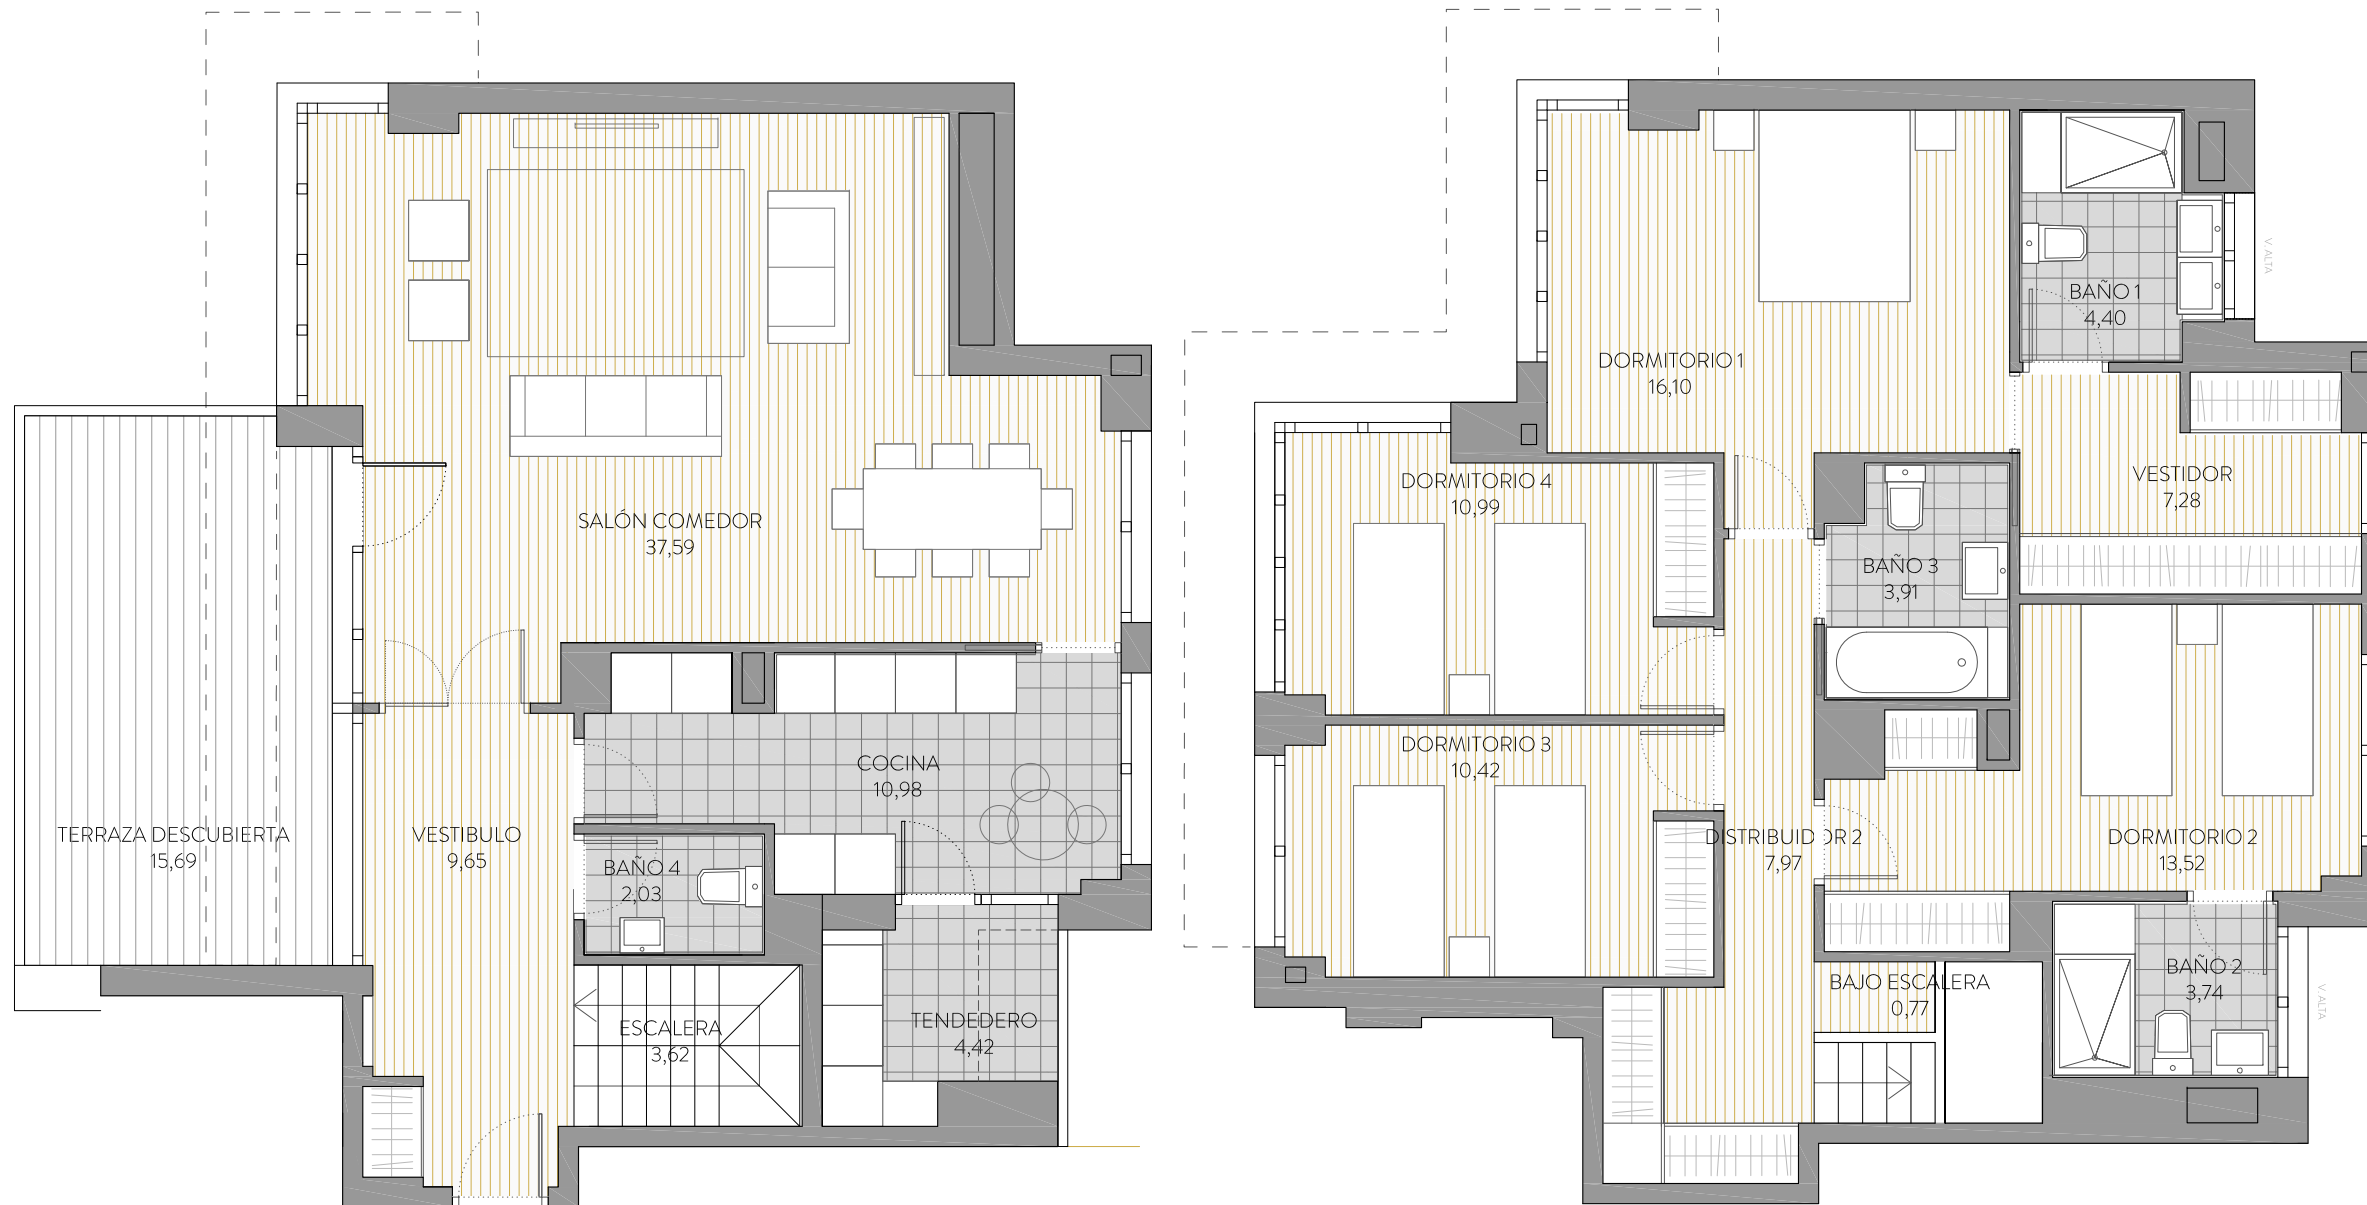 SALÓN COMEDOR
37,59
COCINA
10,98
TERRAZA DESCUBIERTA
15,69
VESTIBULO
9,65
BAÑO 4
2,03
ESCALERA
3,62
TENDEDERO
4,42
BAÑO 1
4,40
V. ALTA
DORMITORIO 1
16,10
VESTIDOR
7,28
DORMITORIO 4
10,99
BAÑO 3
3,91
DORMITORIO 3
10,42
DISTRIBUIDOR 2
7,97
DORMITORIO 2
13,52
BAÑO 2
3,74
V. ALTA
BAJO ESCALERA
0,77